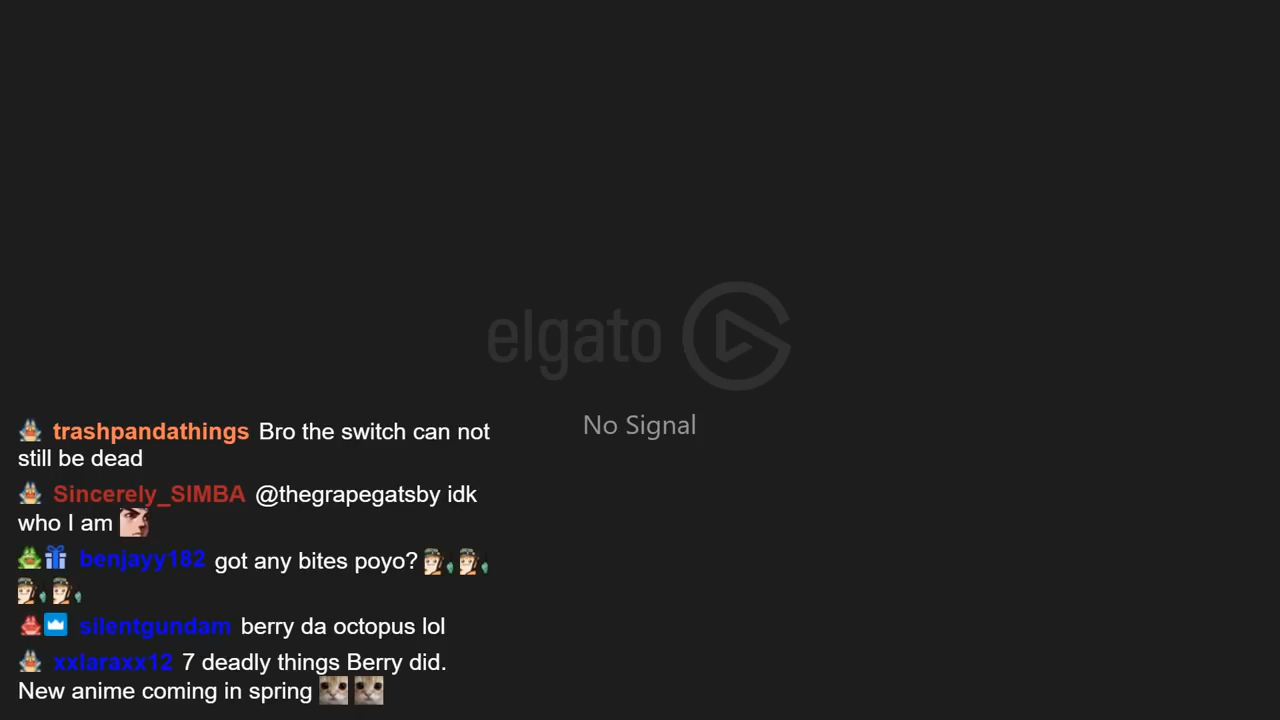 elgato
No Signal
trashpandathings Bro the switch can not
still be dead
Sincerely_SIMBA @thegrapegatsby idk
who I am
benjayy182 got any bites poyo?
silentgundam berry da octopus lol
xxlaraxx12 7 deadly things Berry did.
New anime coming in spring